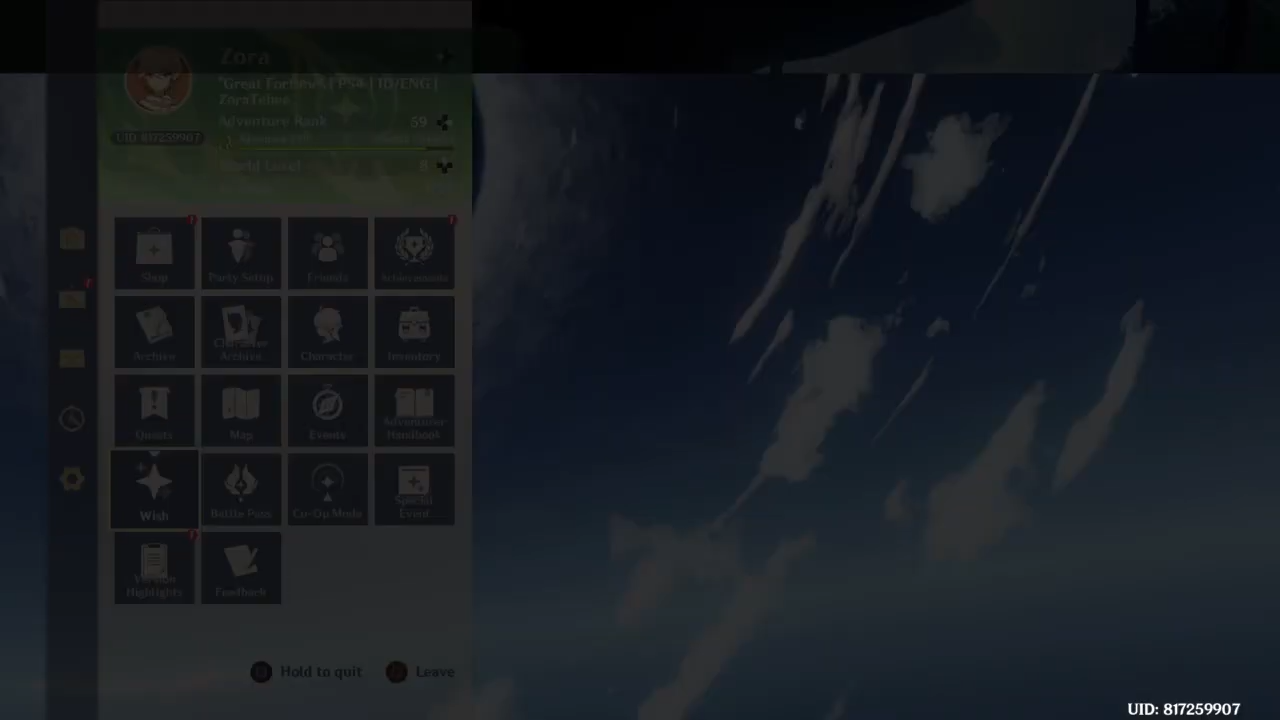 Zora
"Great Fortiew" | PS4 | ID/ENG |
Adventure Rank 59
UID 817259907
World Level 8
Shop
Party Setup
Friends
Achievements
Archive
Character
Archive
Character
Inventory
Quests
Map
Events
Adventurer
Handbook
Wish
Battle Pass
Co-Op Mode
Special
Event...
Version
Highlights
Feedback
Hold to quit
Leave
UID: 817259907